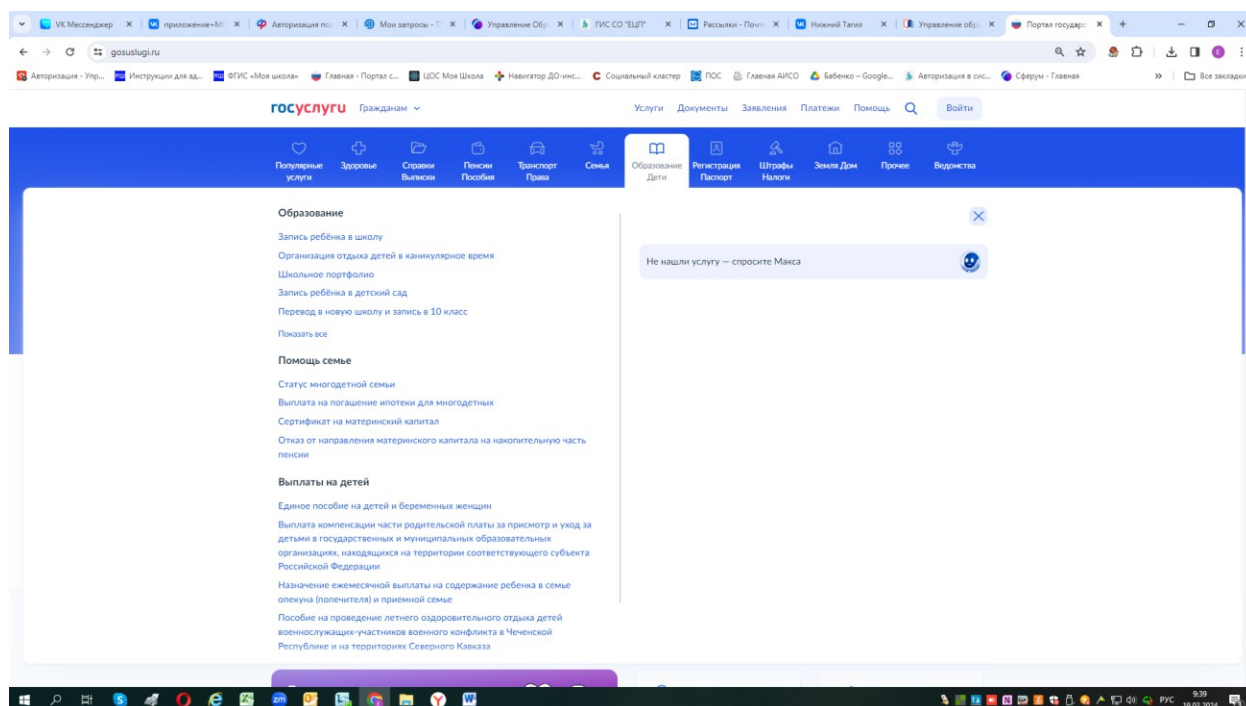 VK Мессенджер
приложение+М
Авторизация по
Мои запросы - Т
Управление Обр
ГИС СО "ЕЦП"
Рассылки - Почт
Нижний Тагил
Управление обр
Портал государс
gosuslugi.ru
Авторизация - Упр...
Инструкции для ад...
ФГИС «Моя школа»
Главная - Портал с...
ЦОС Моя Школа
Навигатор ДО-инс...
Социальный кластер
ПОС
Главная АИСО
Бабенко – Google...
Авторизация в сис...
Сферум - Главная
Все закладки
госуслуги
Гражданам
Услуги
Документы
Заявления
Платежи
Помощь
Войти
Популярные
услуги
Здоровье
Справки
Выписки
Пенсии
Пособия
Транспорт
Права
Семья
Образование
Дети
Регистрация
Паспорт
Штрафы
Налоги
Земля Дом
Прочее
Ведомства
Образование
Запись ребёнка в школу
Организация отдыха детей в каникулярное время
Школьное портфолио
Запись ребёнка в детский сад
Перевод в новую школу и запись в 10 класс
Показать все
Не нашли услугу — спросите Макса
Помощь семье
Статус многодетной семьи
Выплата на погашение ипотеки для многодетных
Сертификат на материнский капитал
Отказ от направления материнского капитала на накопительную часть
пенсии
Выплаты на детей
Единое пособие на детей и беременных женщин
Выплата компенсации части родительской платы за присмотр и уход за
детьми в государственных и муниципальных образовательных
организациях, находящихся на территории соответствующего субъекта
Российской Федерации
Назначение ежемесячной выплаты на содержание ребенка в семье
опекуна (попечителя) и приемной семье
Пособие на проведение летнего оздоровительного отдыха детей
военнослужащих-участников военного конфликта в Чеченской
Республике и на территориях Северного Кавказа
РУС
9:39
19.03.2024